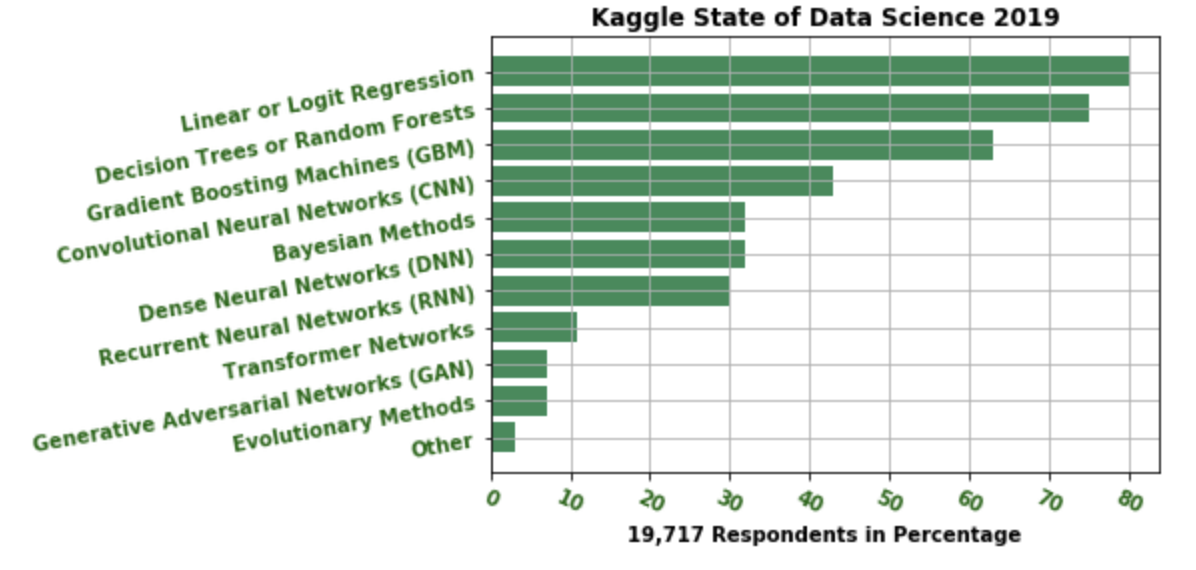 Kaggle State of Data Science 2019
Linear or Logit Regression
Decision Trees or Random Forests
Gradient Boosting Machines (GBM)
Convolutional Neural Networks (CNN)
Bayesian Methods
Dense Neural Networks (DNN)
Recurrent Neural Networks (RNN)
Transformer Networks
Generative Adversarial Networks (GAN)
Evolutionary Methods
Other
0 10 20 30 40 50 60 70 80
19,717 Respondents in Percentage